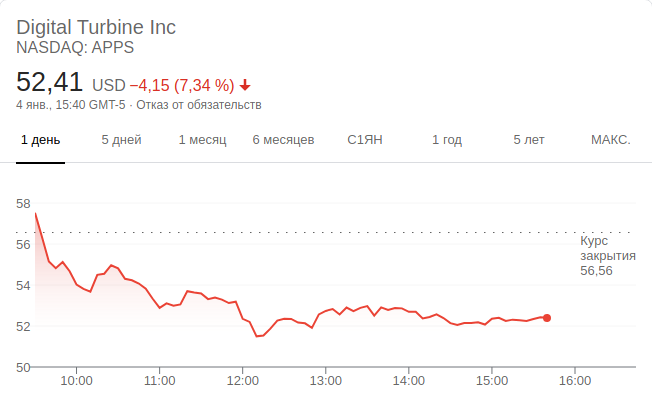 Digital Turbine Inc
NASDAQ: APPS
52,41 USD −4,15 (7,34 %)
4 янв., 15:40 GMT-5 · Отказ от обязательств
1 день 5 дней 1 месяц 6 месяцев С1ЯН 1 год 5 лет МАКС.
58
56
54
52
50
Курс
закрытия
56,56
10:00 11:00 12:00 13:00 14:00 15:00 16:00